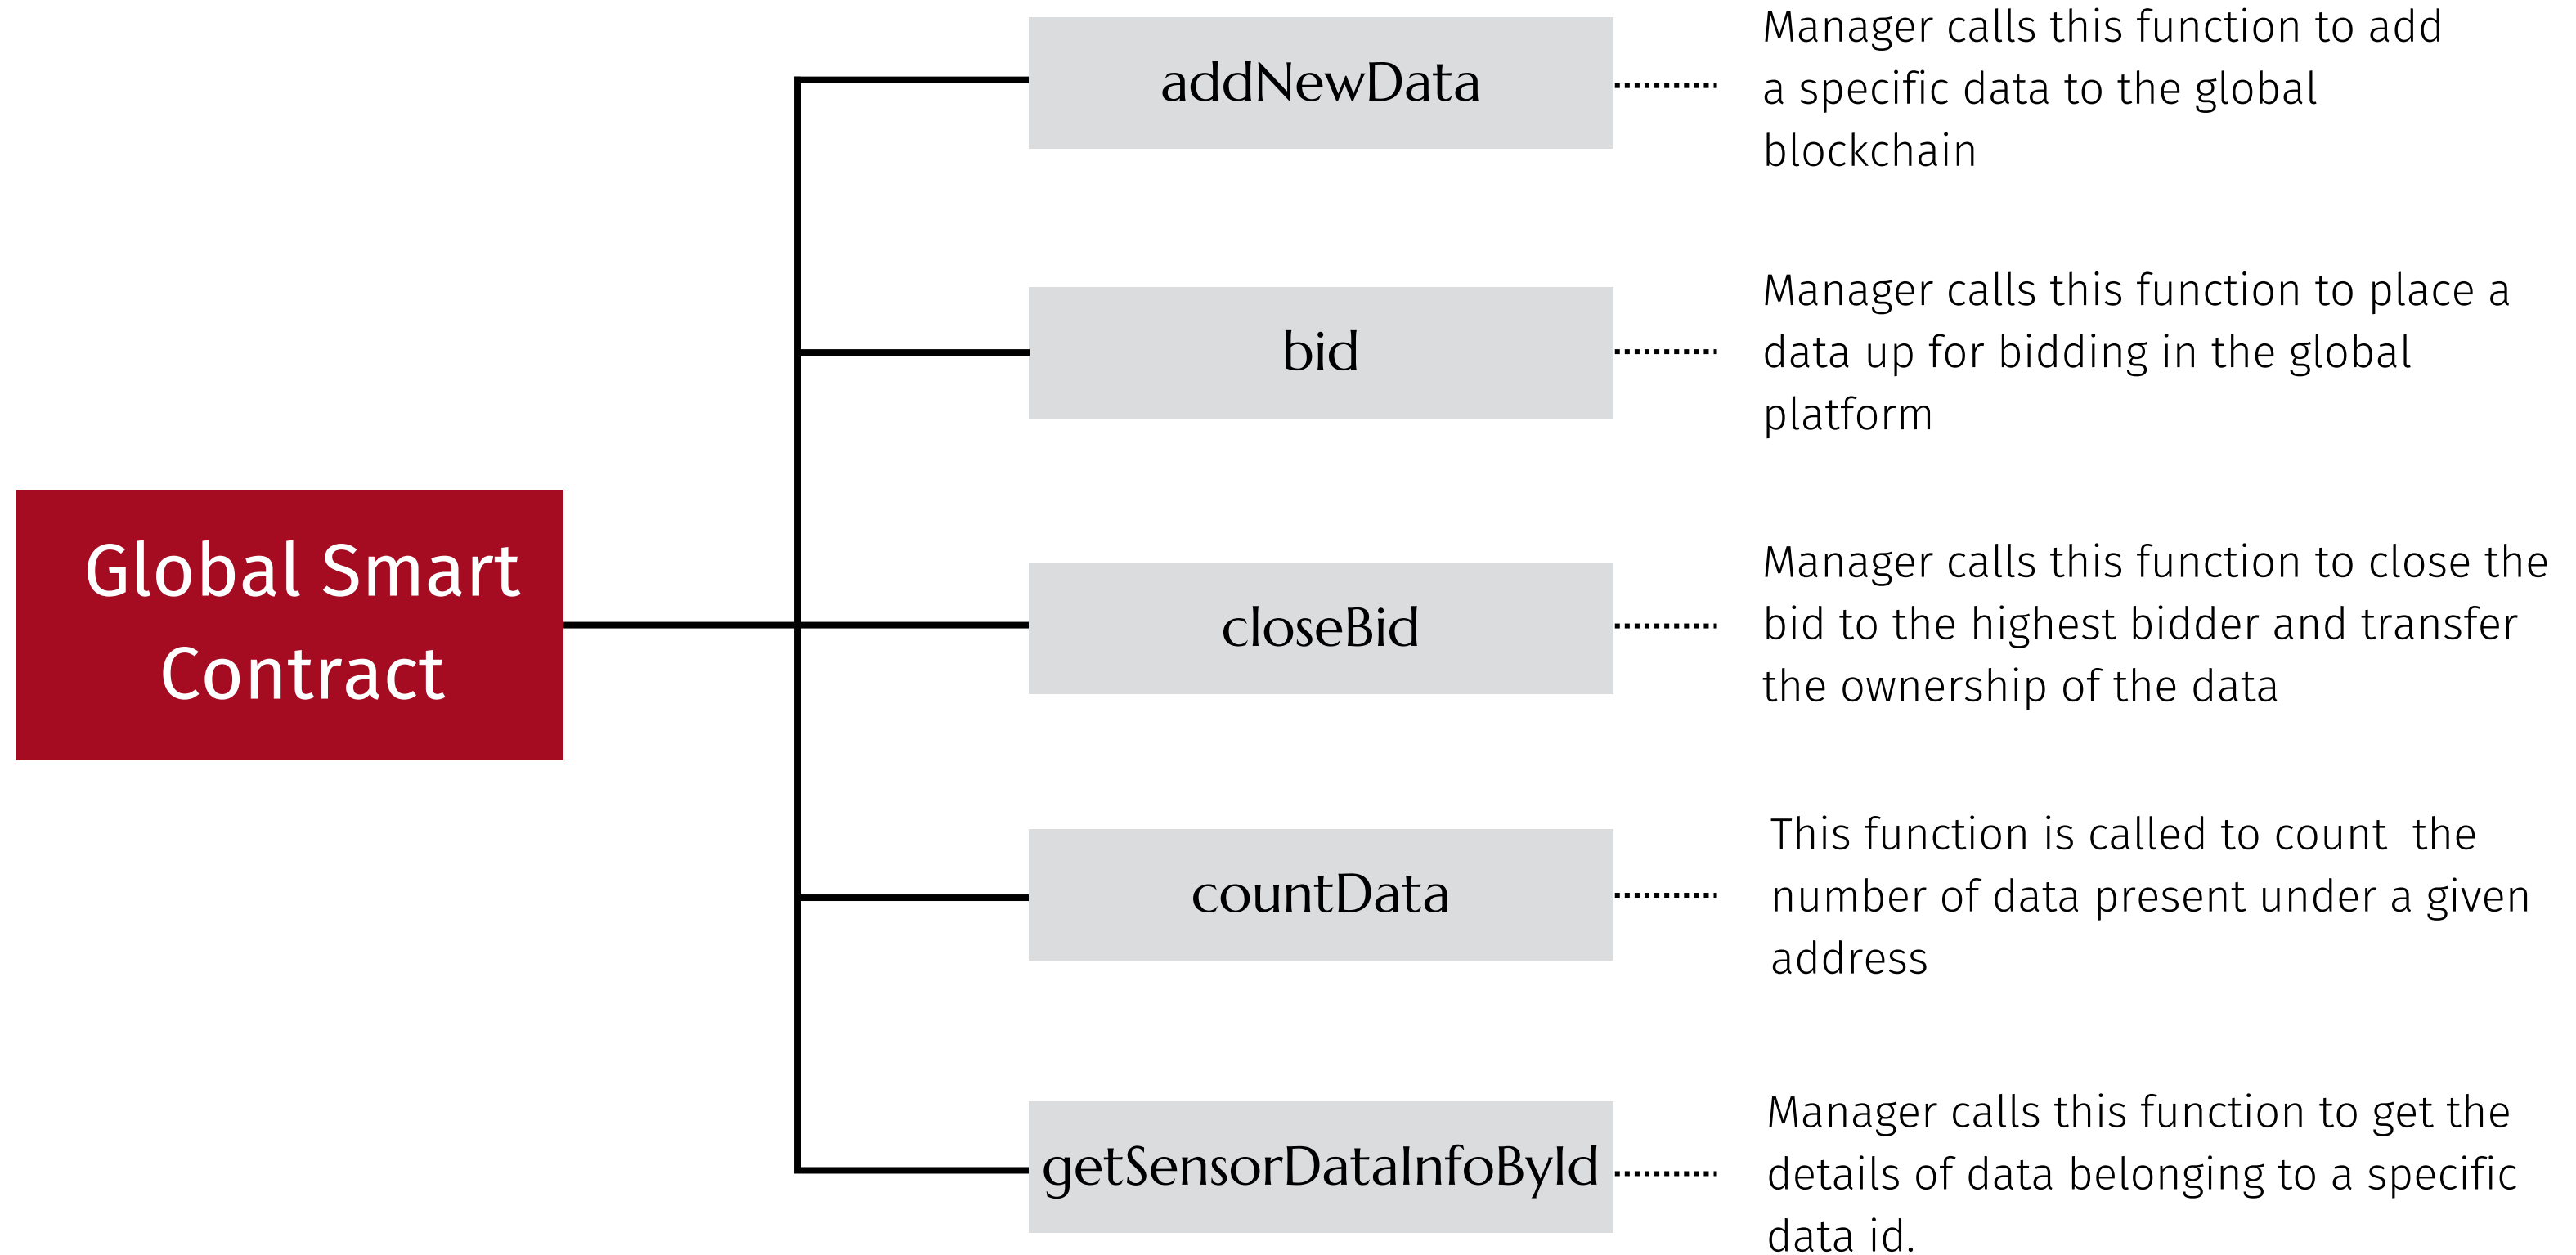 Global Smart
Contract
addNewData
Manager calls this function to add
a specific data to the global
blockchain
bid
Manager calls this function to place a
data up for bidding in the global
platform
closeBid
Manager calls this function to close the
bid to the highest bidder and transfer
the ownership of the data
countData
This function is called to count  the
number of data present under a given
address
getSensorDataInfoById
Manager calls this function to get the
details of data belonging to a specific
data id.